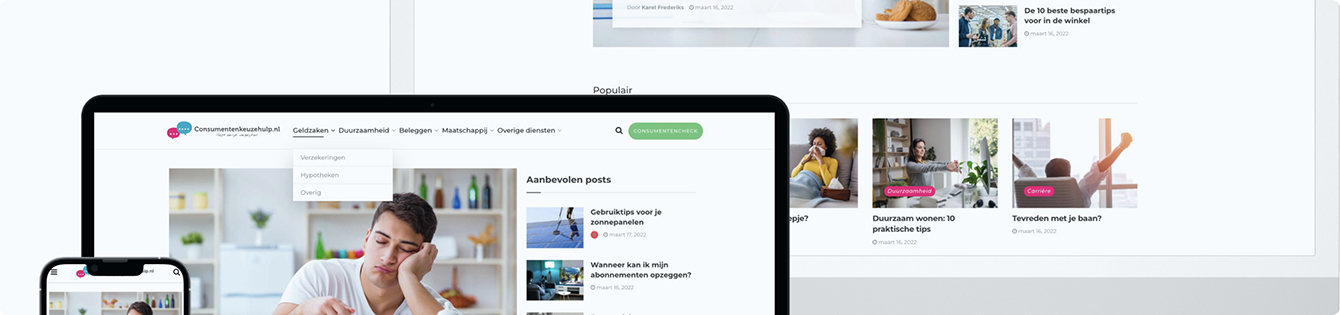 Door Karel Frederiks maart 16, 2022
De 10 beste bespaartips
voor in de winkel
maart 16, 2022
Populair
Consumentenkeuzehulp.nl
Geldzaken Duurzaamheid Beleggen Maatschappij Overige diensten
CONSUMENTENCHECK
Verzekeringen
Hypotheken
Overig
Aanbevolen posts
Gebruiktips voor je
zonnepanelen
maart 17, 2022
Wanneer kan ik mijn
abonnementen opzeggen?
maart 16, 2022
Duurzaamheid
Carrière
Duurzaam wonen: 10
praktische tips
maart 16, 2022
Tevreden met je baan?
maart 16, 2022